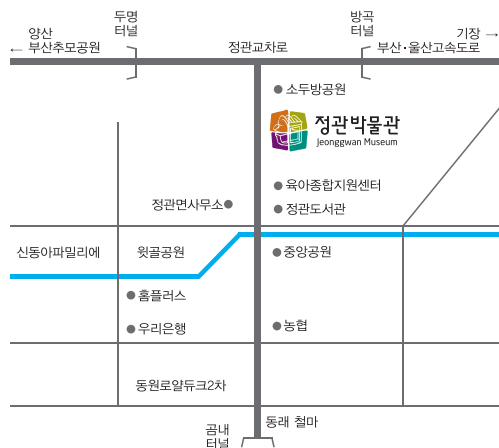 두명
터널
방곡
터널
양산
← 부산추모공원
정관교차로
기장 →
부산·울산고속도로
소두방공원
정관박물관
Jeonggwan Museum
육아종합지원센터
정관면사무소
정관도서관
신동아파밀리에
윗골공원
중앙공원
홈플러스
우리은행
농협
동원로얄듀크2차
곰내
터널
동래 철마